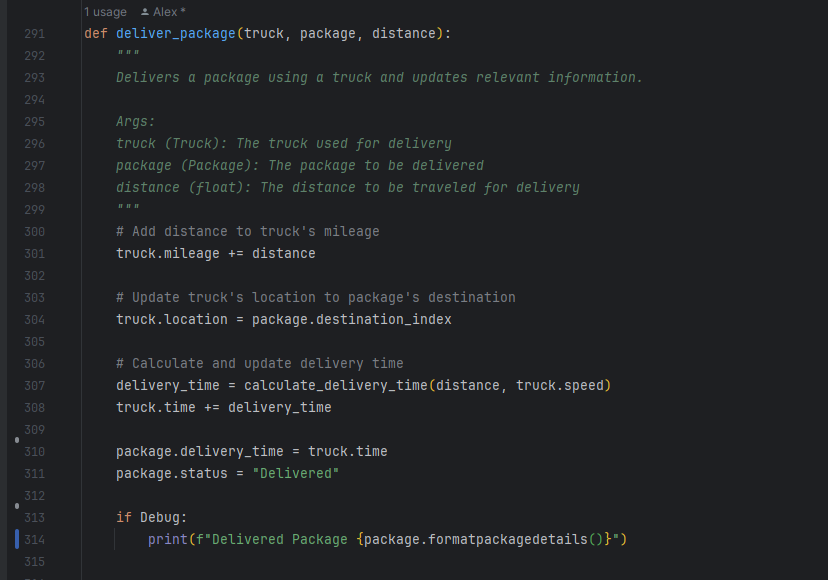 1 usage Alex *
291 def deliver_package(truck, package, distance):
292 """
293 Delivers a package using a truck and updates relevant information.
294
295 Args:
296 truck (Truck): The truck used for delivery
297 package (Package): The package to be delivered
298 distance (float): The distance to be traveled for delivery
299 """
300 # Add distance to truck's mileage
301 truck.mileage += distance
302
303 # Update truck's location to package's destination
304 truck.location = package.destination_index
305
306 # Calculate and update delivery time
307 delivery_time = calculate_delivery_time(distance, truck.speed)
308 truck.time += delivery_time
309
310 package.delivery_time = truck.time
311 package.status = "Delivered"
312
313 if Debug:
314 print(f"Delivered Package {package.formatpackagedetails()}")
315